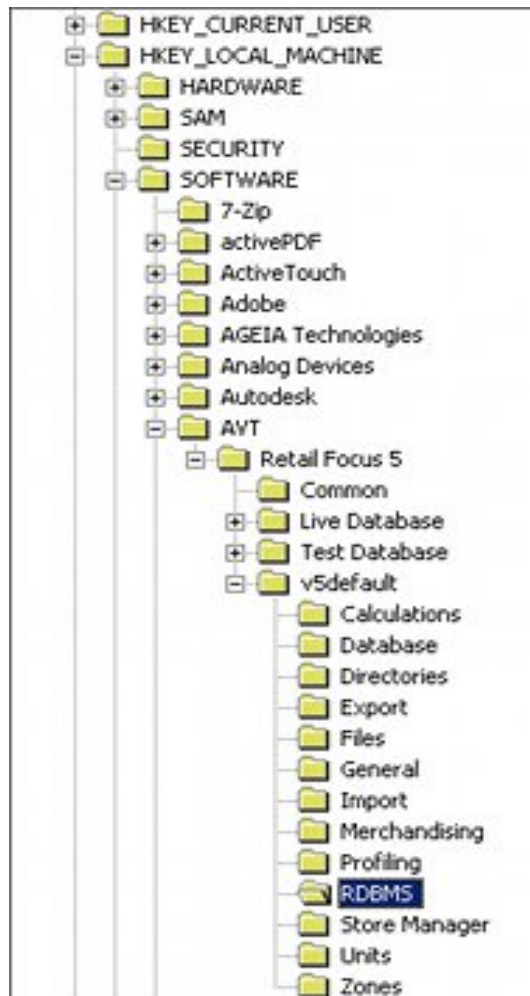 HKEY_CURRENT_USER
HKEY_LOCAL_MACHINE
HARDWARE
SAM
SECURITY
SOFTWARE
7-Zip
activePDF
ActiveTouch
Adobe
AGEIA Technologies
Analog Devices
Autodesk
AVT
Retail Focus 5
Common
Live Database
Test Database
v5default
Calculations
Database
Directories
Export
Files
General
Import
Merchandising
Profiling
RDBMS
Store Manager
Units
Zones